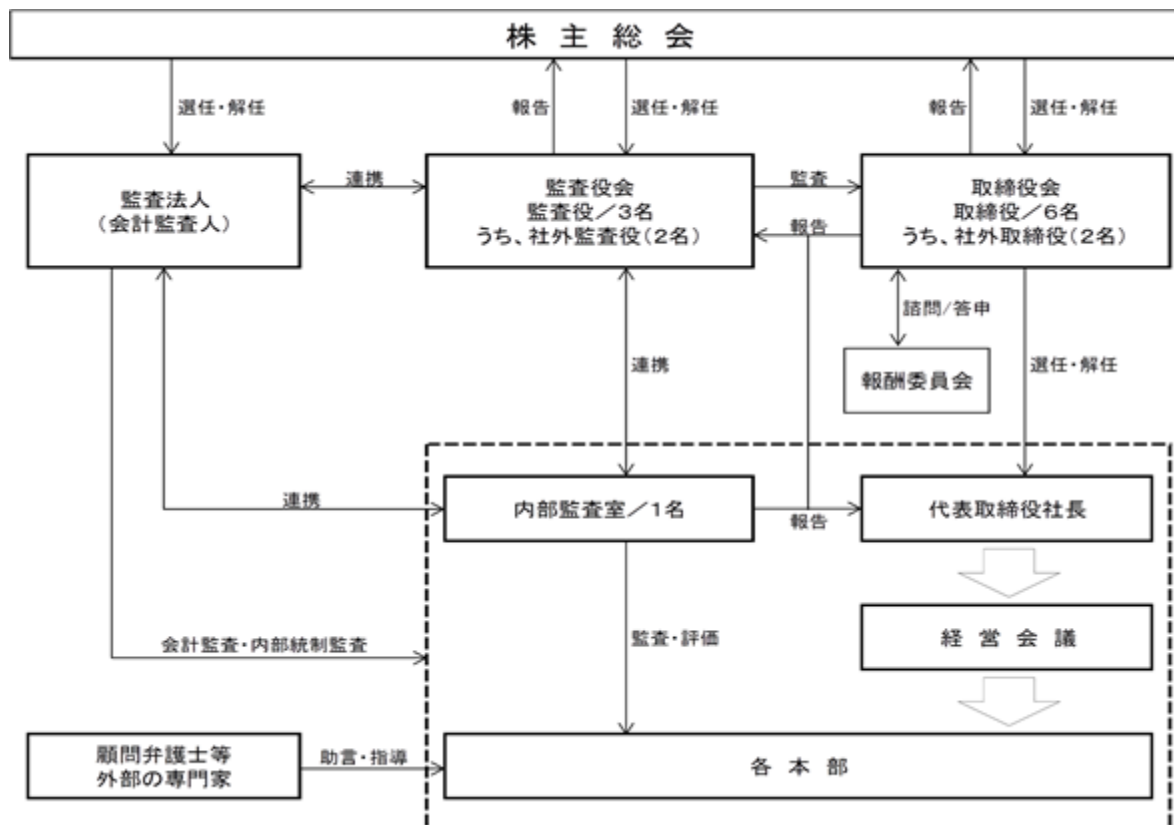 株 主 総 会
選任・解任
報告
選任・解任
報告
選任・解任
監査法人
(会計監査人)
連携
監査役会
監査役／3名
うち、社外監査役(2名)
監査
報告
取締役会
取締役／6名
うち、社外取締役(2名)
諮問/答申
報酬委員会
連携
選任・解任
連携
内部監査室／1名
報告
代表取締役社長
会計監査・内部統制監査
監査・評価
経 営 会 議
顧問弁護士等
外部の専門家
助言・指導
各 本 部